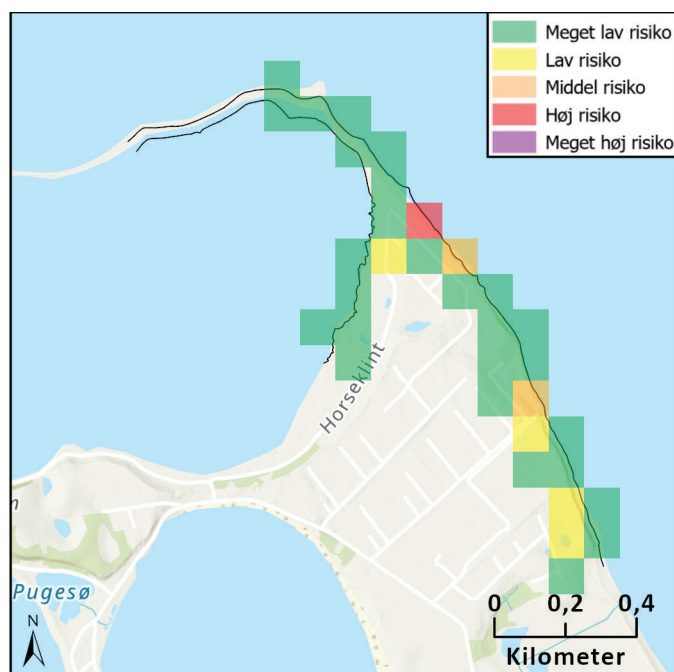 Meget lav risiko
Lav risiko
Middel risiko
Høj risiko
Meget høj risiko
Horseklint
n
Pugesø
N
0 0,2 0,4
Kilometer